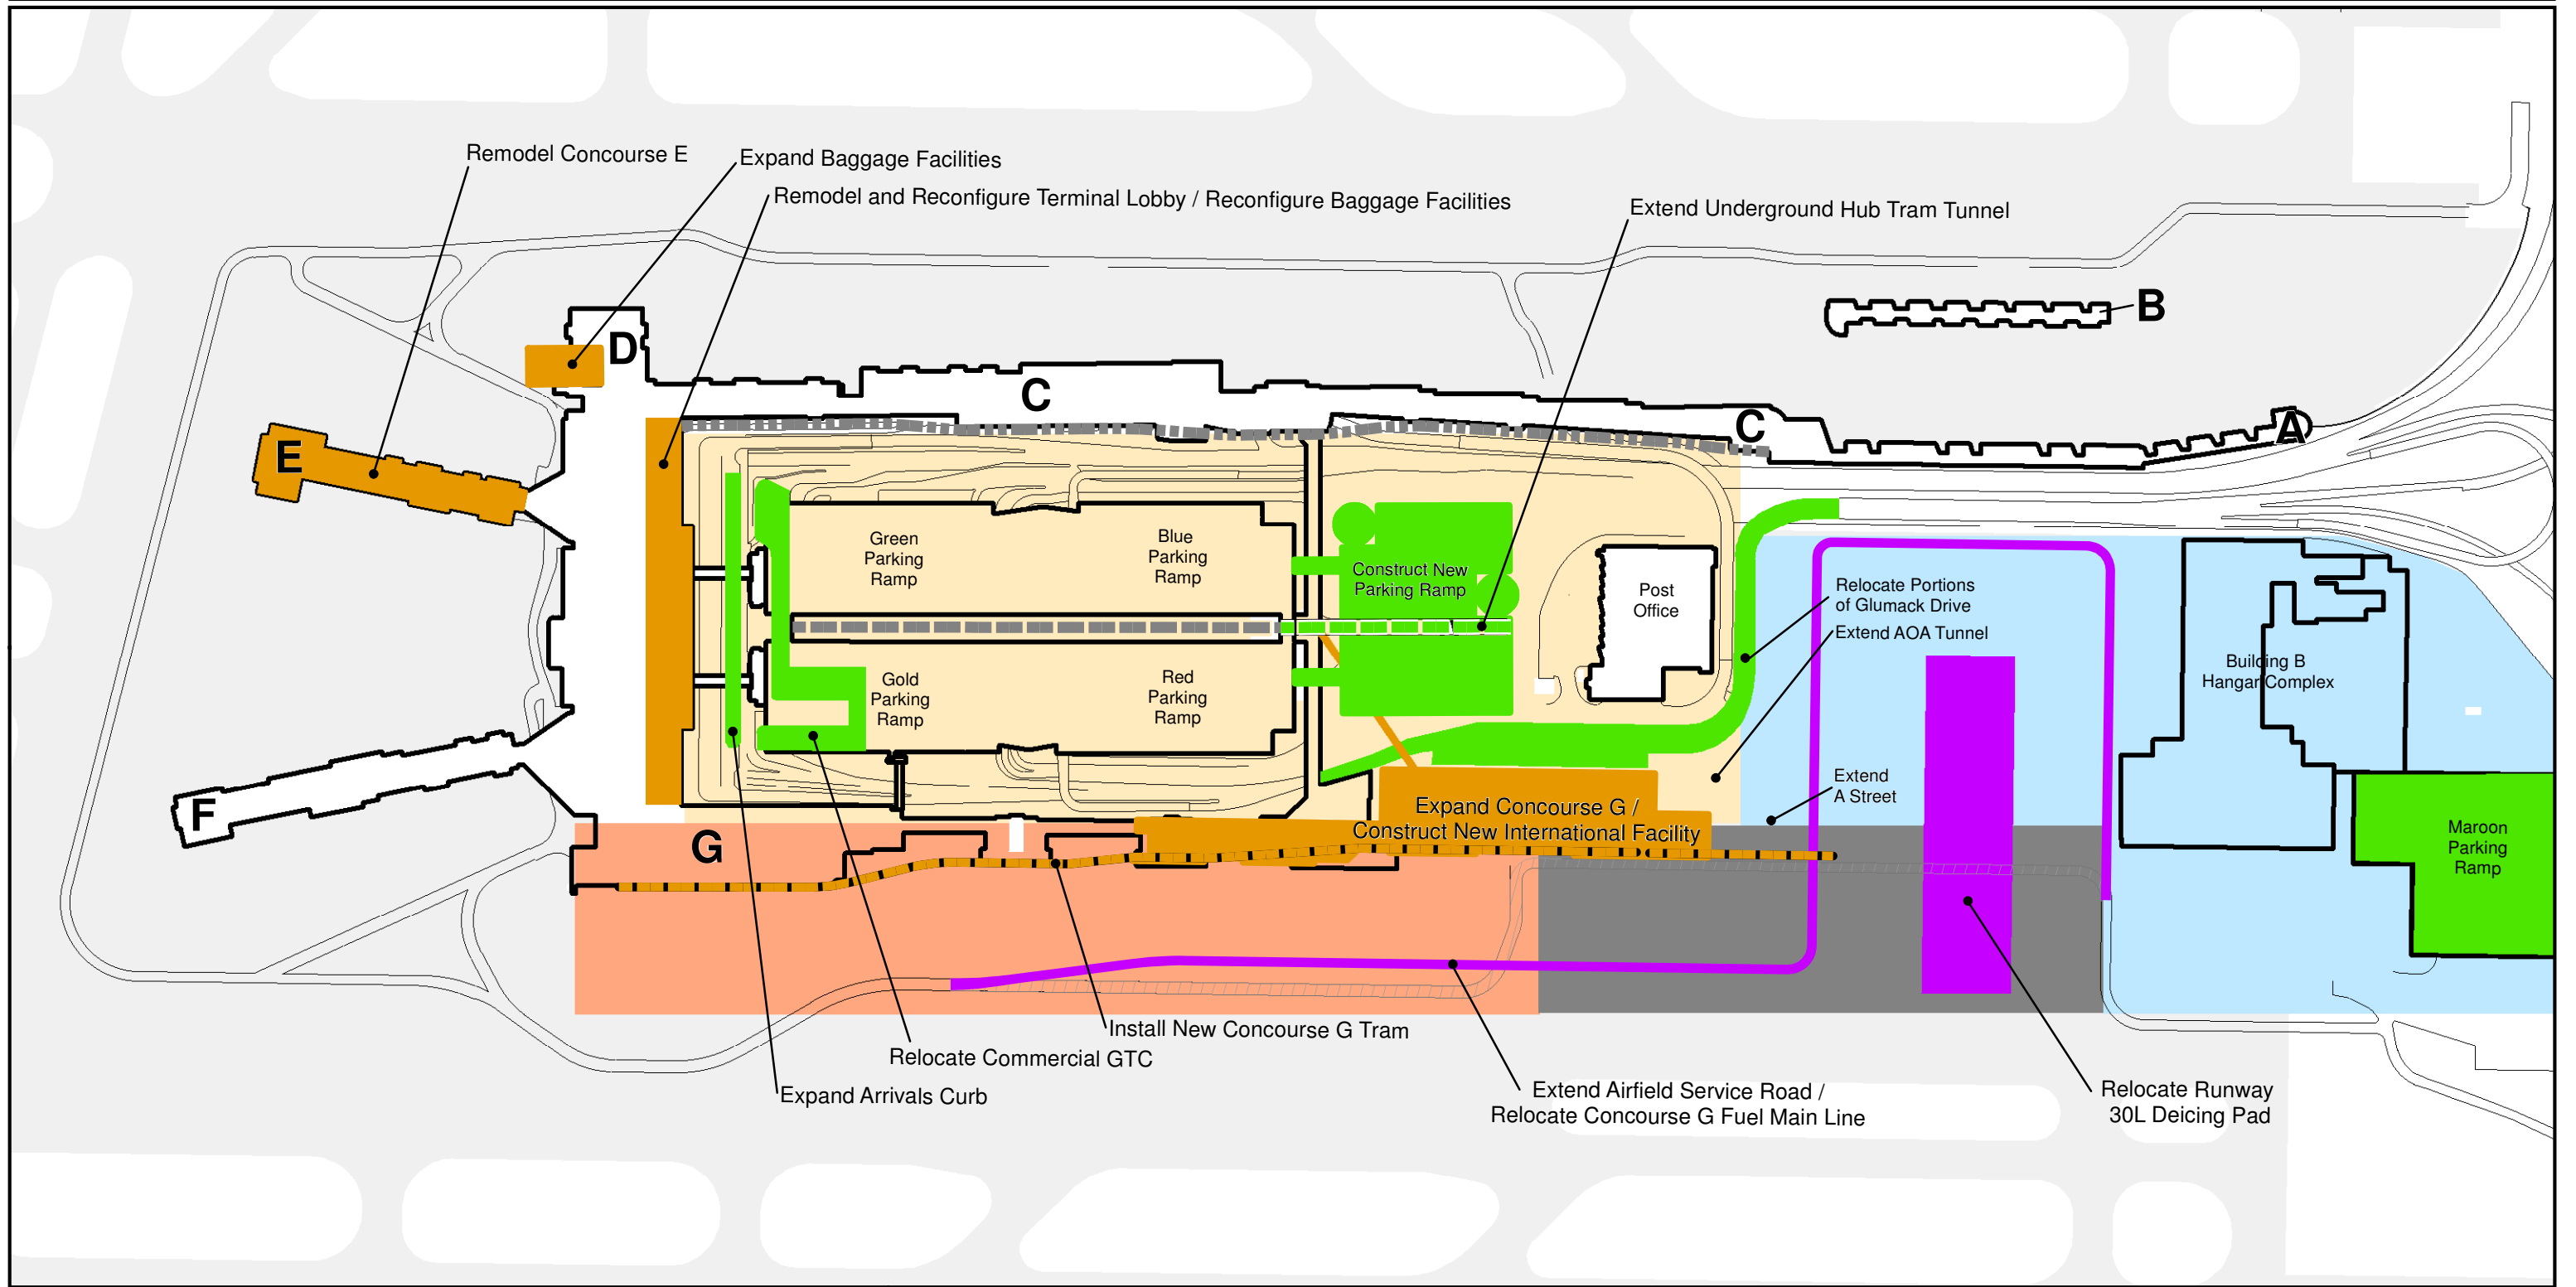 Remodel Concourse E
Expand Baggage Facilities
Remodel and Reconfigure Terminal Lobby / Reconfigure Baggage Facilities
Extend Underground Hub Tram Tunnel
B
D
C
C
A
E
Green
Parking
Ramp
Blue
Parking
Ramp
Construct New
Parking Ramp
Post
Office
Relocate Portions
of Glumack Drive
Extend AOA Tunnel
Building B
Hangar Complex
Gold
Parking
Ramp
Red
Parking
Ramp
Extend
A Street
Expand Concourse G /
Construct New International Facility
F
G
Maroon
Parking
Ramp
Install New Concourse G Tram
Relocate Commercial GTC
Expand Arrivals Curb
Extend Airfield Service Road /
Relocate Concourse G Fuel Main Line
Relocate Runway
30L Deicing Pad